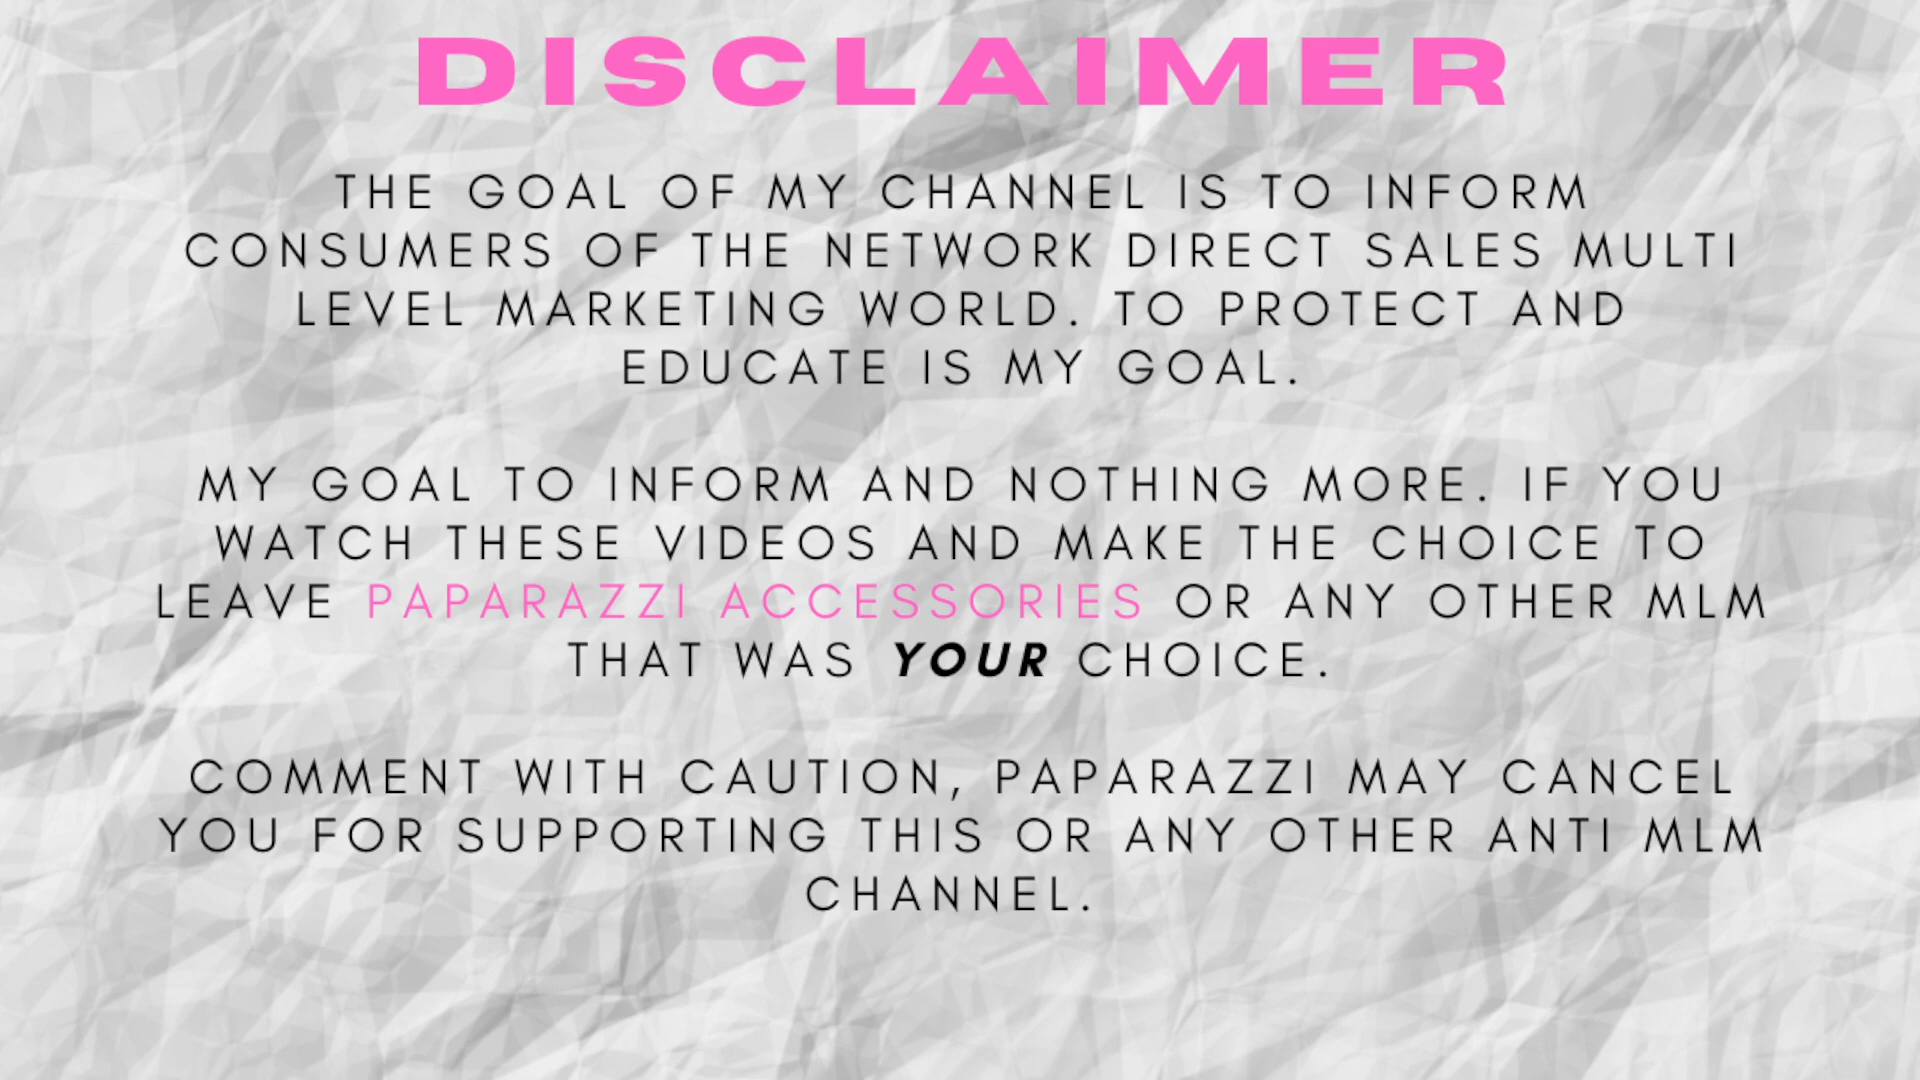 DISCLAIMER
THE GOAL OF MY CHANNEL IS TO INFORM
CONSUMERS OF THE NETWORK DIRECT SALES MULTI
LEVEL MARKETING WORLD. TO PROTECT AND
EDUCATE IS MY GOAL.
MY GOAL TO INFORM AND NOTHING MORE. IF YOU
WATCH THESE VIDEOS AND MAKE THE CHOICE TO
LEAVE PAPARAZZI ACCESSORIES OR ANY OTHER MLM
THAT WAS YOUR CHOICE.
COMMENT WITH CAUTION, PAPARAZZI MAY CANCEL
YOU FOR SUPPORTING THIS OR ANY OTHER ANTI MLM
CHANNEL.